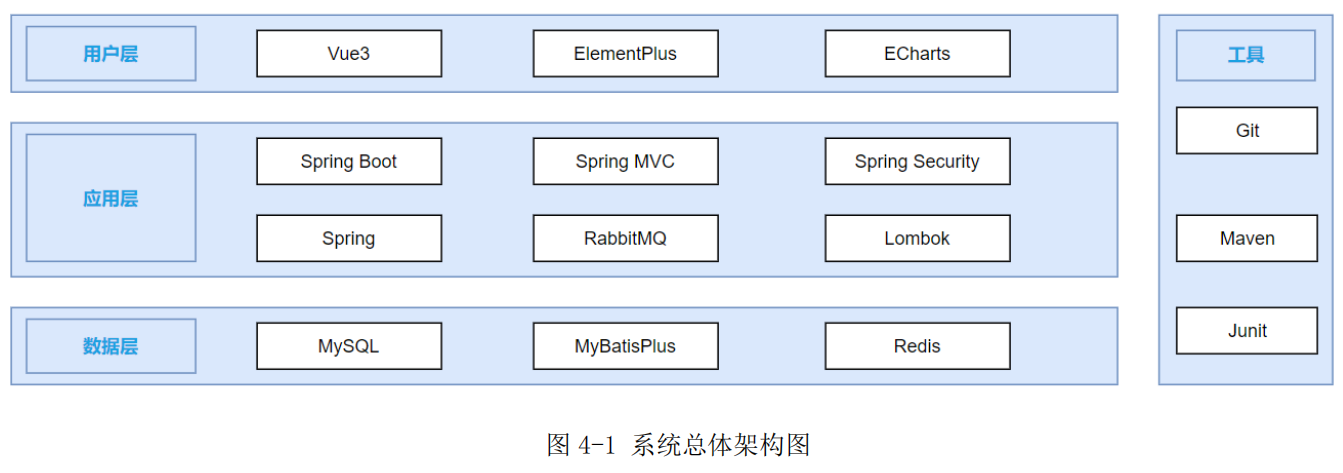 用户层 Vue3 ElementPlus ECharts
应用层
Spring Boot Spring MVC Spring Security
Spring RabbitMQ Lombok
数据层 MySQL MyBatisPlus Redis
工具
Git
Maven
Junit
图 4-1 系统总体架构图